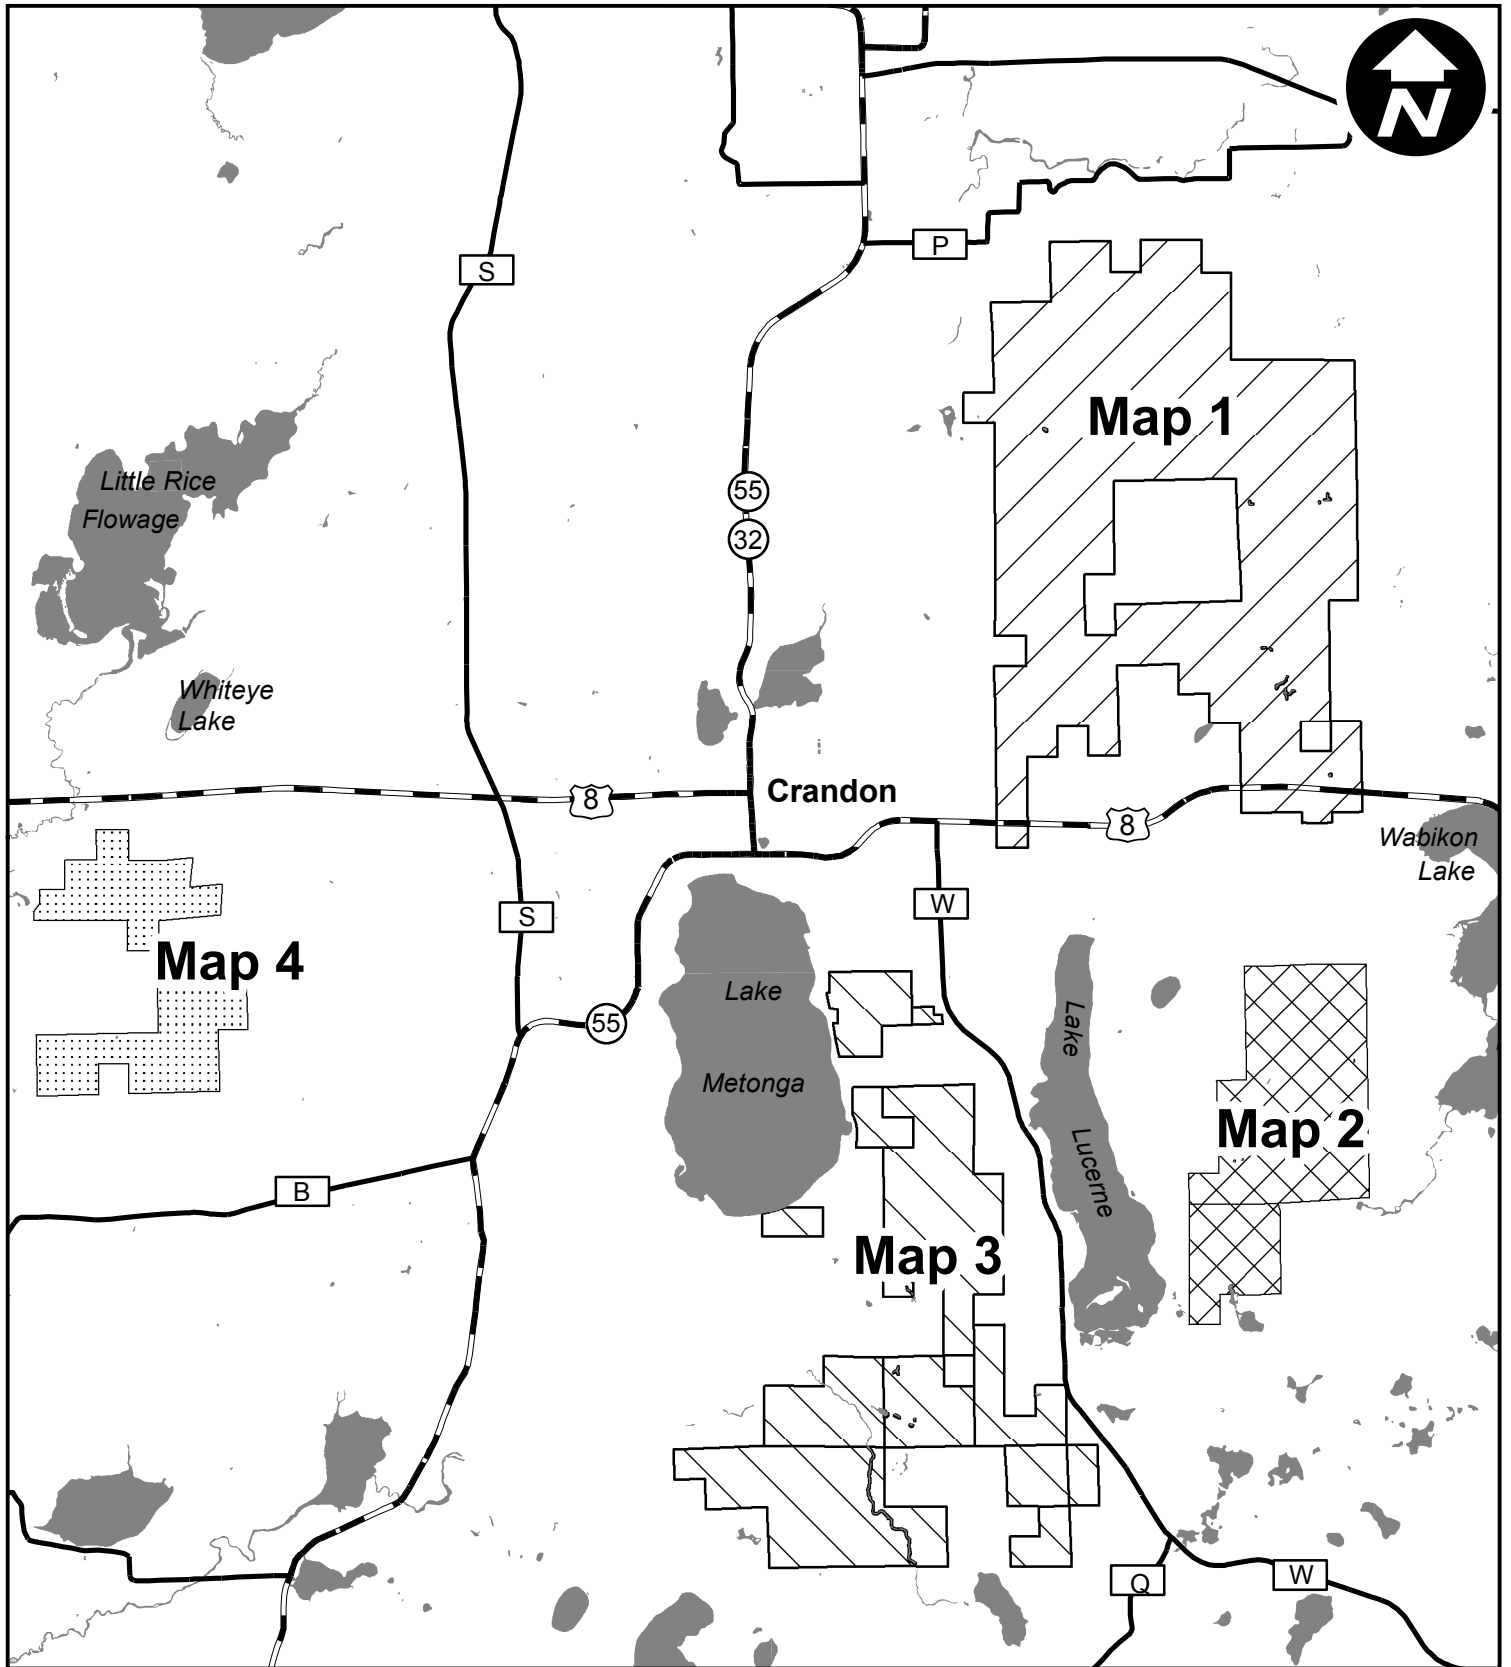 N
P
S
Map 1
Little Rice
Flowage
55
32
Whiteye
Lake
8
Crandon
8
Wabikon
Lake
W
S
Map 4
Lake
55
Lake
Metonga
Map 2
Lucerne
B
Map 3
Q
W